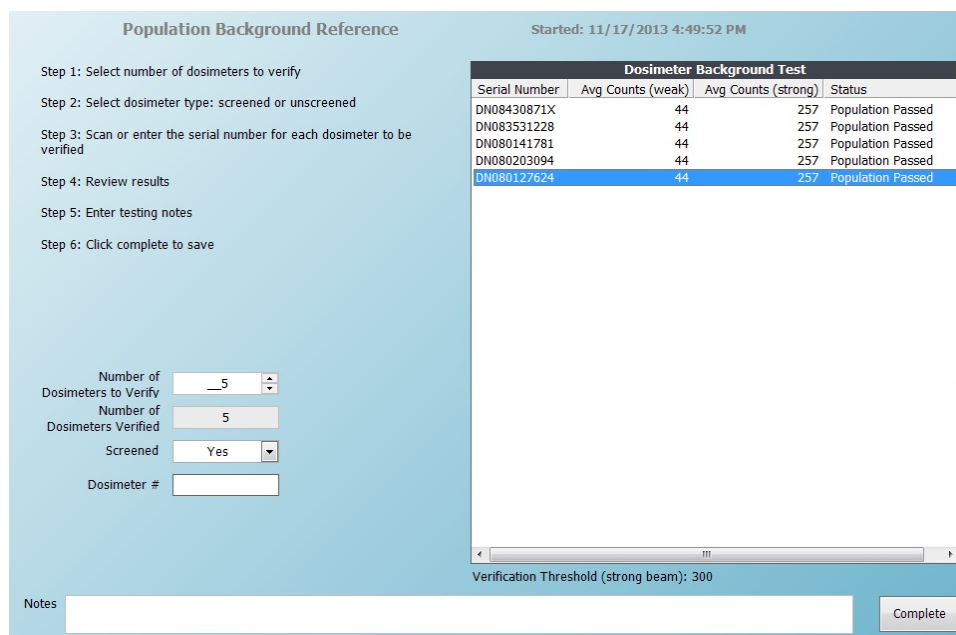 Population Background Reference
Started: 11/17/2013 4:49:52 PM
Step 1: Select number of dosimeters to verify
Step 2: Select dosimeter type: screened or unscreened
Step 3: Scan or enter the serial number for each dosimeter to be
verified
Step 4: Review results
Step 5: Enter testing notes
Step 6: Click complete to save
Number of
Dosimeters to Verify
__5
Number of
Dosimeters Verified
5
Screened
Yes
Dosimeter #
Dosimeter Background Test
Serial Number Avg Counts (weak) Avg Counts (strong) Status
DN08430871X 44 257 Population Passed
DN083531228 44 257 Population Passed
DN080141781 44 257 Population Passed
DN080203094 44 257 Population Passed
DN080127624 44 257 Population Passed
Verification Threshold (strong beam): 300
Notes
Complete